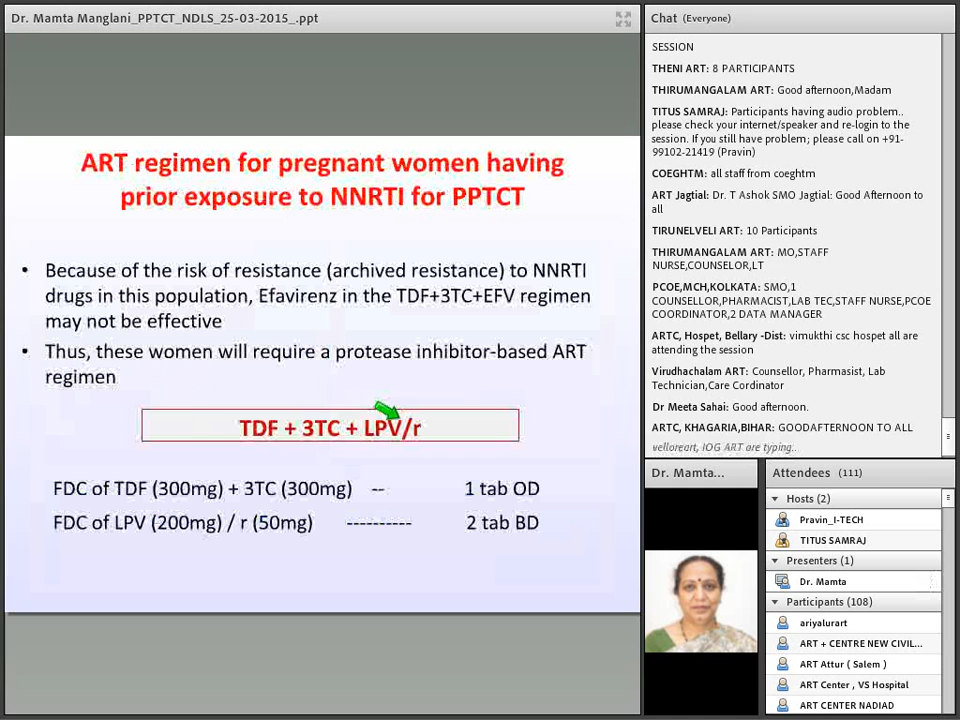 Dr. Mamta Manglani_PPTCT_NDLS_25-03-2015_.ppt
ART regimen for pregnant women having
prior exposure to NNRTI for PPTCT
• Because of the risk of resistance (archived resistance) to NNRTI
drugs in this population, Efavirenz in the TDF+3TC+EFV regimen
may not be effective
• Thus, these women will require a protease inhibitor-based ART
regimen
TDF + 3TC + LPV/r
FDC of TDF (300mg) + 3TC (300mg) -- 1 tab OD
FDC of LPV (200mg) / r (50mg) ---------- 2 tab BD
Chat (Everyone)
SESSION
THENI ART: 8 PARTICIPANTS
THIRUMANGALAM ART: Good afternoon,Madam
TITUS SAMRAJ: Participants having audio problem..
please check your internet/speaker and re-login to the
session. If you still have problem; please call on +91-
99102-21419 (Pravin)
COEGHTM: all staff from coeghtm
ART Jagtial: Dr. T Ashok SMO Jagtial: Good Afternoon to
all
TIRUNELVELI ART: 10 Participants
THIRUMANGALAM ART: MO,STAFF
NURSE,COUNSELOR,LT
PCOE,MCH,KOLKATA: SMO,1
COUNSELLOR,PHARMACIST,LAB TEC,STAFF NURSE,PCOE
COORDINATOR,2 DATA MANAGER
ARTC, Hospet, Bellary -Dist: vimukthi csc hospet all are
attending the session
Virudhachalam ART: Counsellor, Pharmasist, Lab
Technician,Care Cordinator
Dr Meeta Sahai: Good afternoon.
ARTC, KHAGARIA,BIHAR: GOODAFTERNOON TO ALL
velloreart, IOG ART are typing..
Dr. Mamta...
Attendees (111)
Hosts (2)
Pravin_I-TECH
TITUS SAMRAJ
Presenters (1)
Dr. Mamta
Participants (108)
ariyalurart
ART + CENTRE NEW CIVIL...
ART Attur ( Salem )
ART Center , VS Hospital
ART CENTER NADIAD